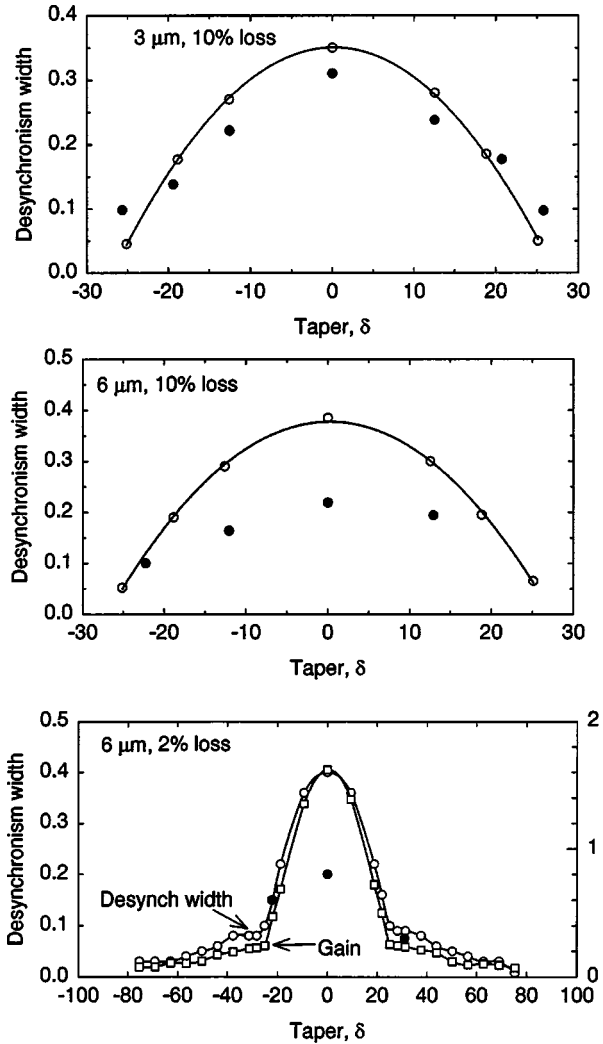 0.4
3 µm, 10% loss
0.3
0.2
0.1
0.0
Desynchronism width
-30 -20 -10 0 10 20 30
Taper, δ
0.5
6 µm, 10% loss
0.4
0.3
0.2
0.1
0.0
Desynchronism width
-30 -20 -10 0 10 20 30
Taper, δ
0.5 2
6 µm, 2% loss
0.4
0.3
0.2 1
Desynch width
0.1
Gain
0.0 0
Desynchronism width
-100 -80 -60 -40 -20 0 20 40 60 80 100
Taper, δ